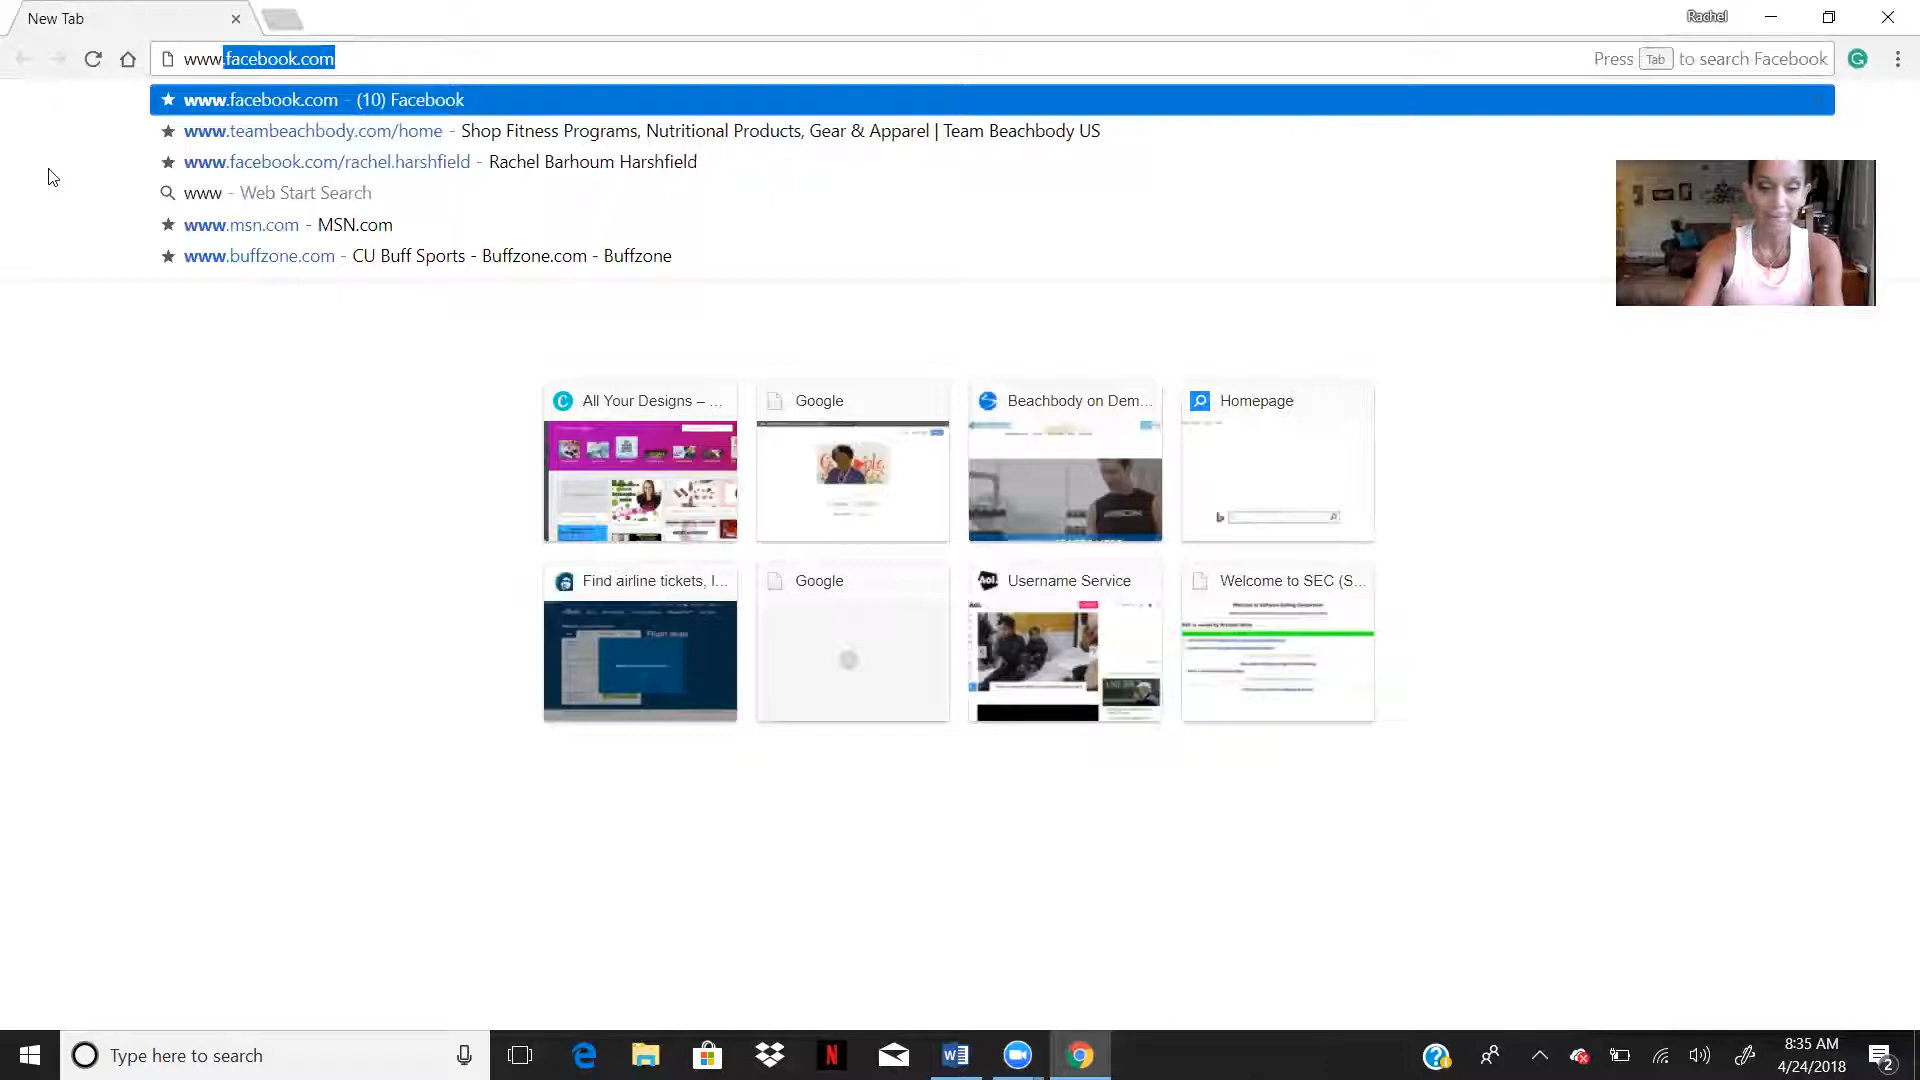 New Tab
Rachel
www.facebook.com
Press Tab to search Facebook
www.facebook.com - (10) Facebook
www.teambeachbody.com/home - Shop Fitness Programs, Nutritional Products, Gear & Apparel | Team Beachbody US
www.facebook.com/rachel.harshfield - Rachel Barhoum Harshfield
www - Web Start Search
www.msn.com - MSN.com
www.buffzone.com - CU Buff Sports - Buffzone.com - Buffzone
All Your Designs – ...
Google
Beachbody on Dem...
Homepage
Find airline tickets, l...
Google
Aol.
Username Service
Welcome to SEC (S...
Type here to search
8:35 AM
4/24/2018
2